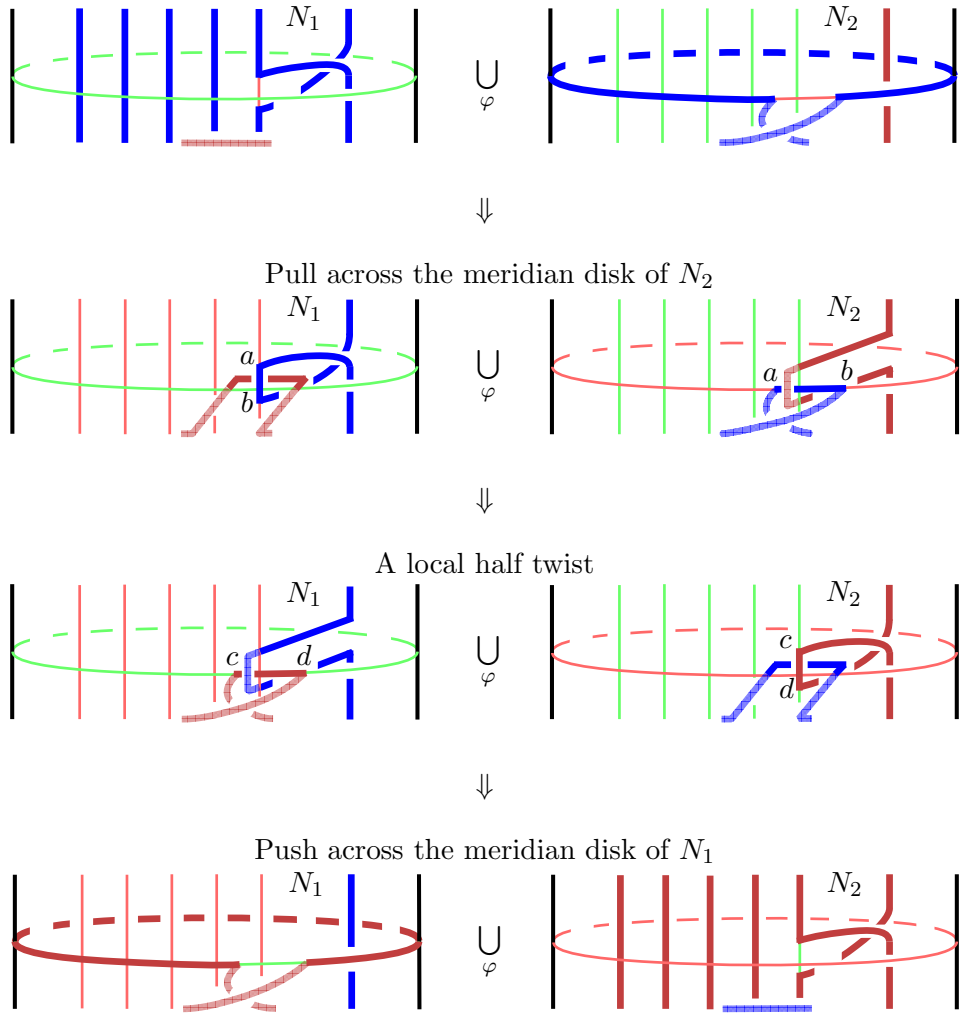 N₁ ⋃φ N₂
⇓
Pull across the meridian disk of N₂
N₁ a b ⋃φ N₂ a b
⇓
A local half twist
N₁ c d ⋃φ N₂ c d
⇓
Push across the meridian disk of N₁
N₁ ⋃φ N₂